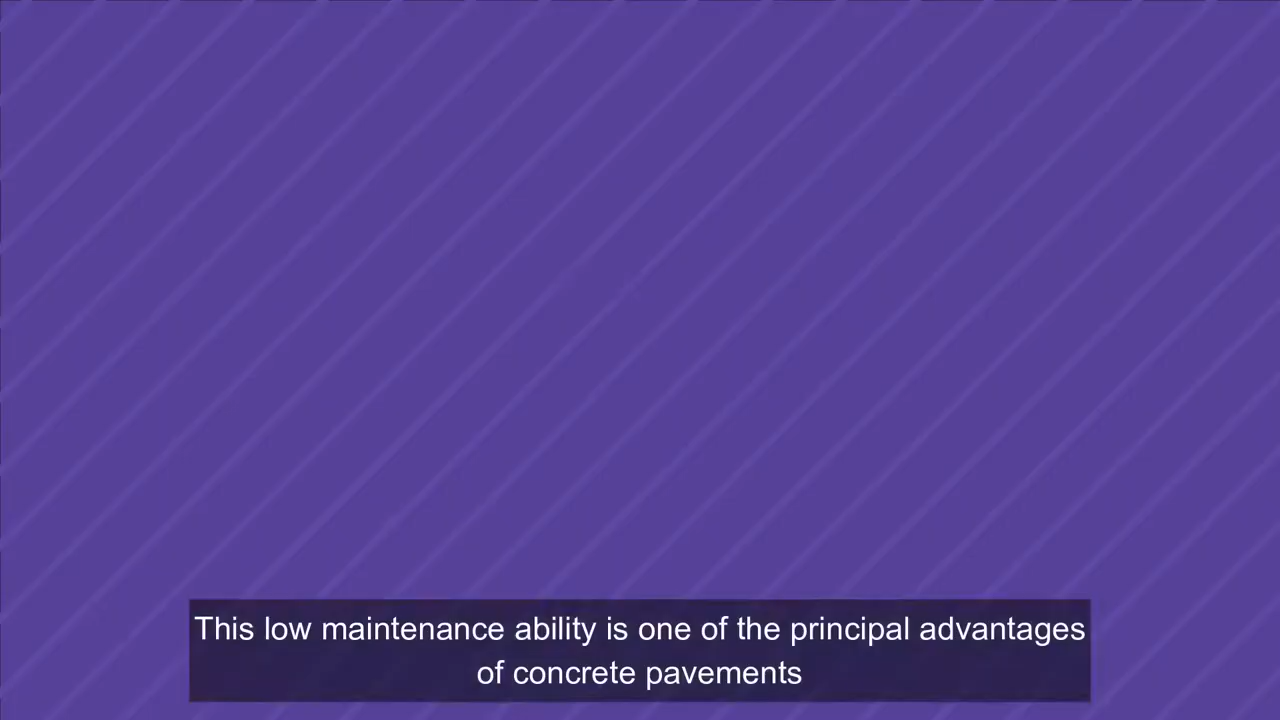 This low maintenance ability is one of the principal advantages
of concrete pavements